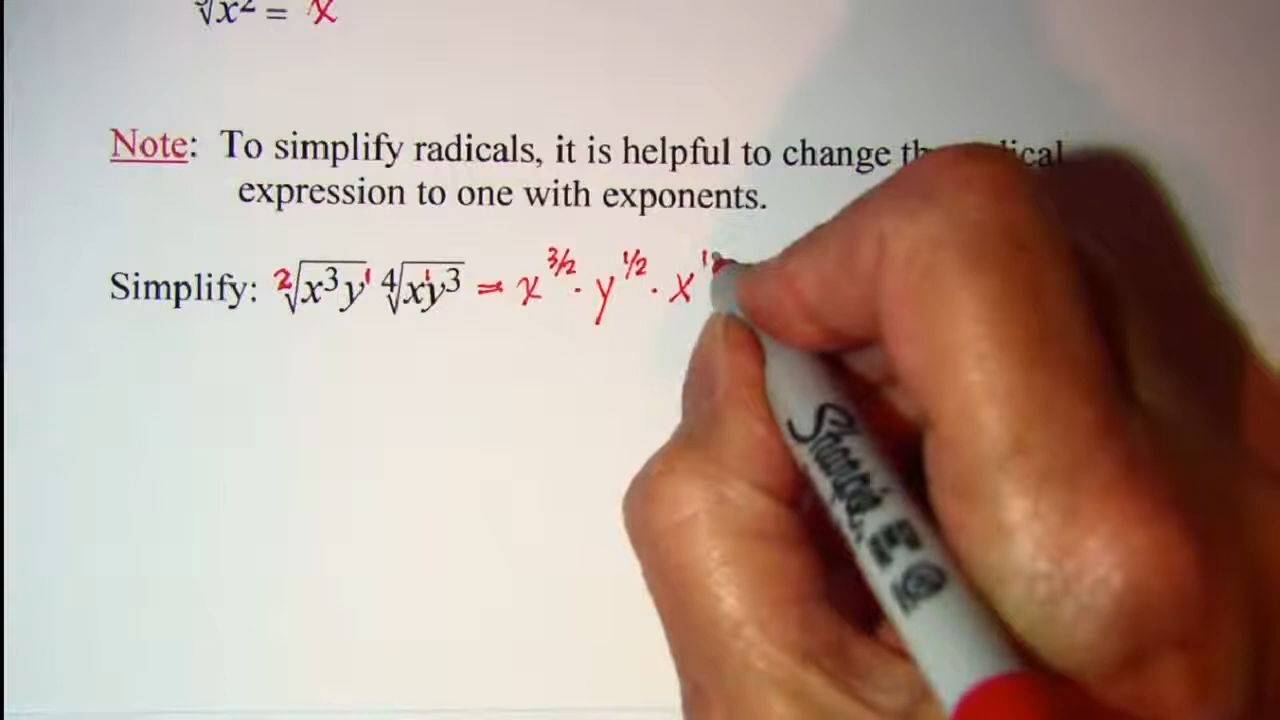 ∛x² = x
Note: To simplify radicals, it is helpful to change
expression to one with exponents.
Simplify: ²√x³y¹ ⁴√x¹y³ = x^3/2 · y^1/2 · x
Sharpie